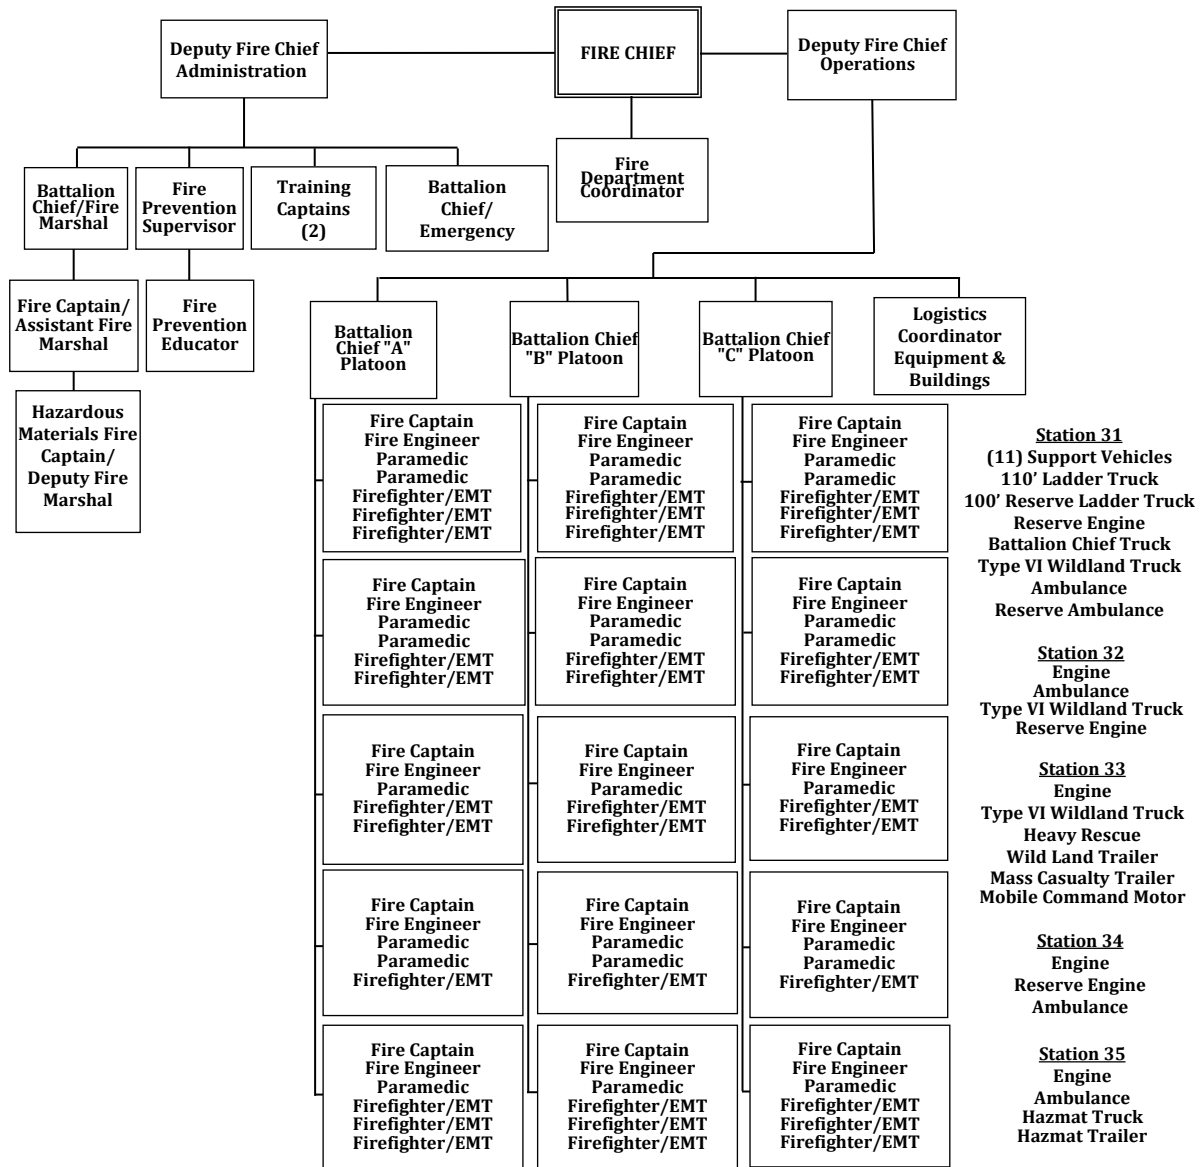 Deputy Fire Chief
Administration
FIRE CHIEF
Deputy Fire Chief
Operations
Fire
Department
Coordinator
Battalion
Chief/Fire
Marshal
Fire
Prevention
Supervisor
Training
Captains
(2)
Battalion
Chief/
Emergency
Fire Captain/
Assistant Fire
Marshal
Fire
Prevention
Educator
Hazardous
Materials Fire
Captain/
Deputy Fire
Marshal
Battalion
Chief "A"
Platoon
Battalion Chief
"B" Platoon
Battalion Chief
"C" Platoon
Logistics
Coordinator
Equipment &
Buildings
Fire Captain
Fire Engineer
Paramedic
Paramedic
Firefighter/EMT
Firefighter/EMT
Firefighter/EMT
Fire Captain
Fire Engineer
Paramedic
Paramedic
Firefighter/EMT
Firefighter/EMT
Firefighter/EMT
Fire Captain
Fire Engineer
Paramedic
Paramedic
Firefighter/EMT
Firefighter/EMT
Firefighter/EMT
Station 31
(11) Support Vehicles
110’ Ladder Truck
100’ Reserve Ladder Truck
Reserve Engine
Battalion Chief Truck
Type VI Wildland Truck
Ambulance
Reserve Ambulance
Fire Captain
Fire Engineer
Paramedic
Paramedic
Firefighter/EMT
Firefighter/EMT
Fire Captain
Fire Engineer
Paramedic
Paramedic
Firefighter/EMT
Firefighter/EMT
Fire Captain
Fire Engineer
Paramedic
Paramedic
Firefighter/EMT
Firefighter/EMT
Station 32
Engine
Ambulance
Type VI Wildland Truck
Reserve Engine
Fire Captain
Fire Engineer
Paramedic
Firefighter/EMT
Firefighter/EMT
Fire Captain
Fire Engineer
Paramedic
Firefighter/EMT
Firefighter/EMT
Fire Captain
Fire Engineer
Paramedic
Firefighter/EMT
Firefighter/EMT
Station 33
Engine
Type VI Wildland Truck
Heavy Rescue
Wild Land Trailer
Mass Casualty Trailer
Mobile Command Motor
Fire Captain
Fire Engineer
Paramedic
Paramedic
Firefighter/EMT
Fire Captain
Fire Engineer
Paramedic
Paramedic
Firefighter/EMT
Fire Captain
Fire Engineer
Paramedic
Paramedic
Firefighter/EMT
Station 34
Engine
Reserve Engine
Ambulance
Fire Captain
Fire Engineer
Paramedic
Firefighter/EMT
Firefighter/EMT
Firefighter/EMT
Fire Captain
Fire Engineer
Paramedic
Firefighter/EMT
Firefighter/EMT
Firefighter/EMT
Fire Captain
Fire Engineer
Paramedic
Firefighter/EMT
Firefighter/EMT
Firefighter/EMT
Station 35
Engine
Ambulance
Hazmat Truck
Hazmat Trailer